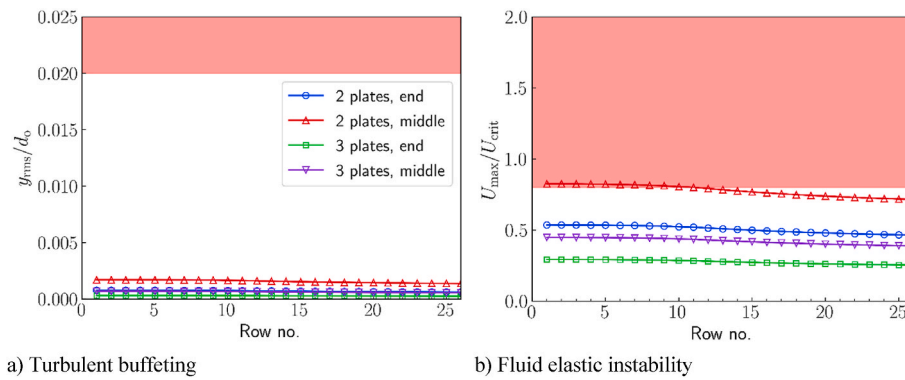 0.025
0.020
0.015
0.010
0.005
0.000
y_rms/d_o
2 plates, end
2 plates, middle
3 plates, end
3 plates, middle
0 5 10 15 20 25
Row no.
a) Turbulent buffeting
2.0
1.5
1.0
0.5
0.0
U_max/U_crit
0 5 10 15 20 25
Row no.
b) Fluid elastic instability